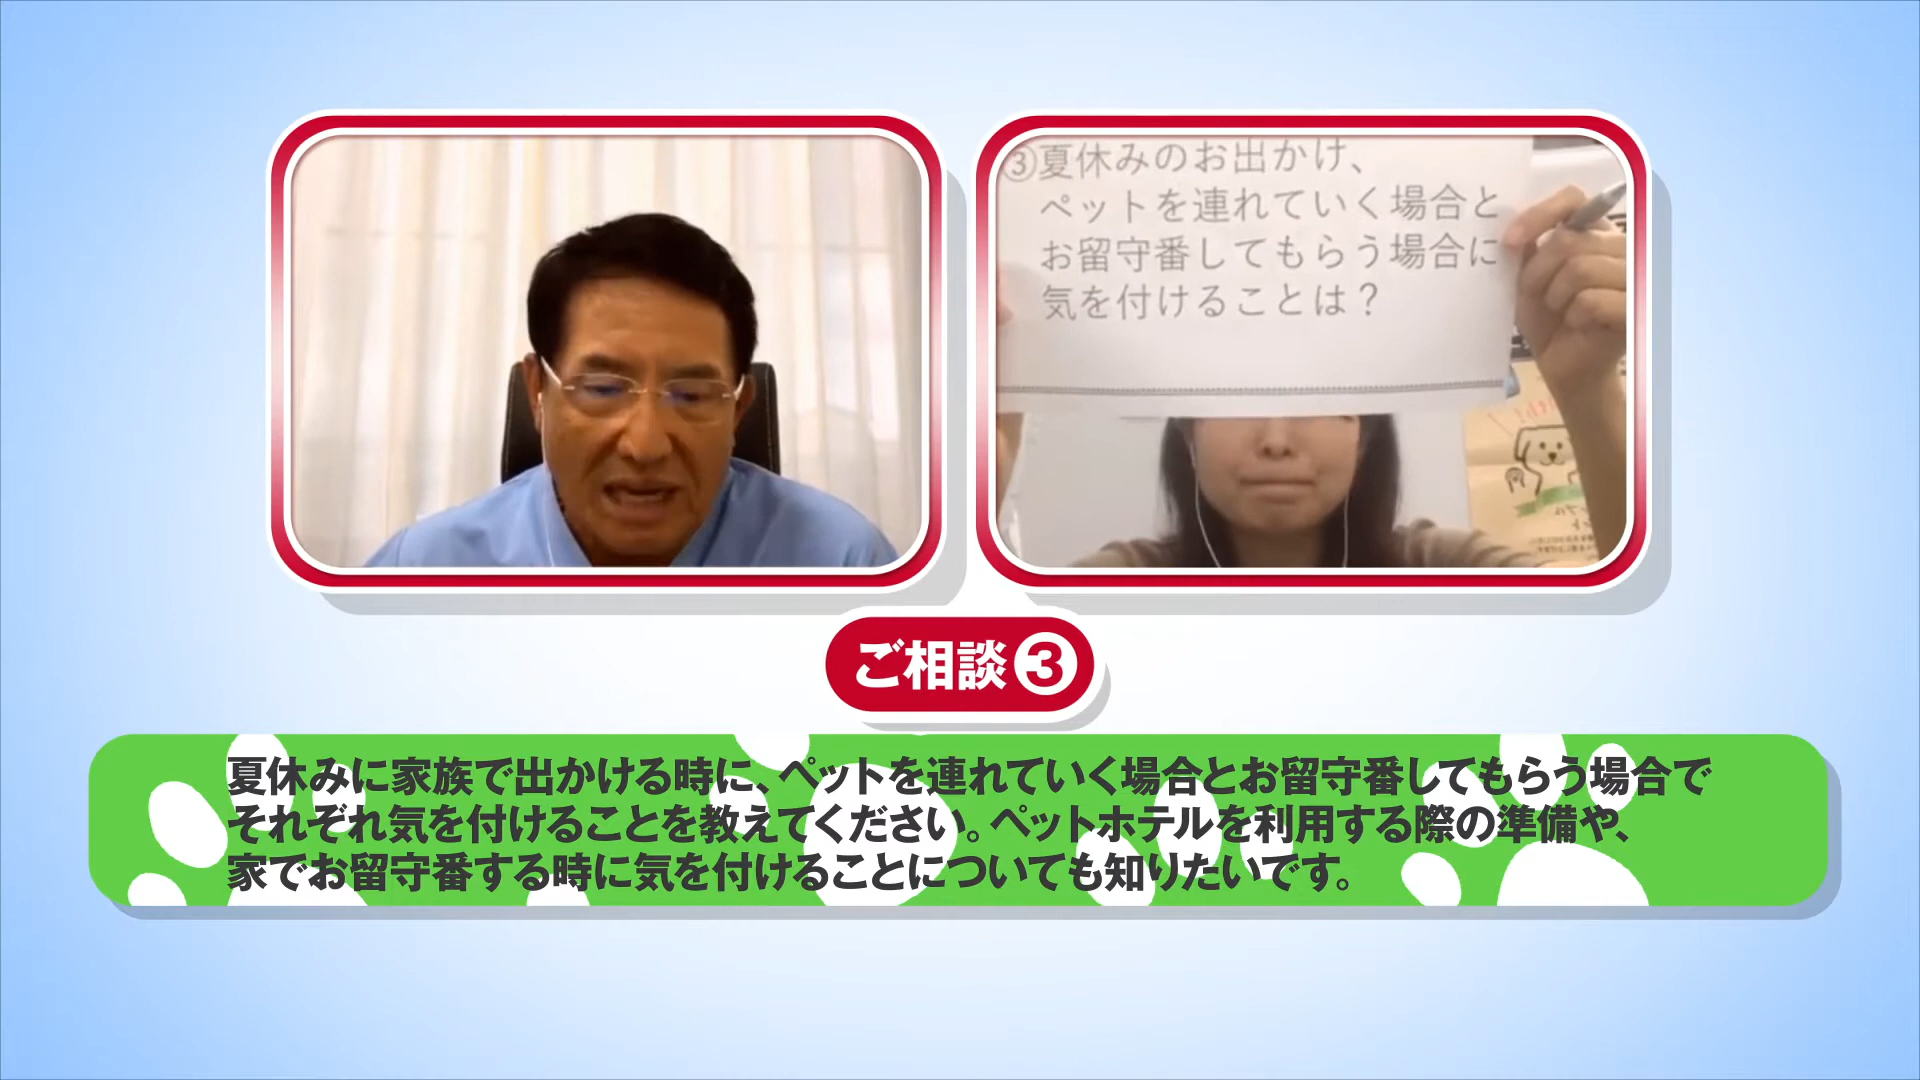 ③夏休みのお出かけ、
ペットを連れていく場合と
お留守番してもらう場合に
気を付けることは？
ご相談❸
夏休みに家族で出かける時に、ペットを連れていく場合とお留守番してもらう場合で
それぞれ気を付けることを教えてください。ペットホテルを利用する際の準備や、
家でお留守番する時に気を付けることについても知りたいです。